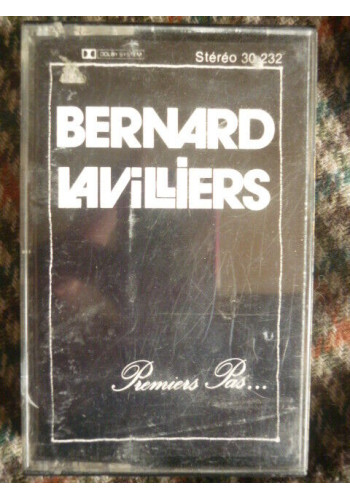 DOLBY SYSTEM
Stéréo 30 232
BERNARD
LAVILLIERS
Premiers Pas...